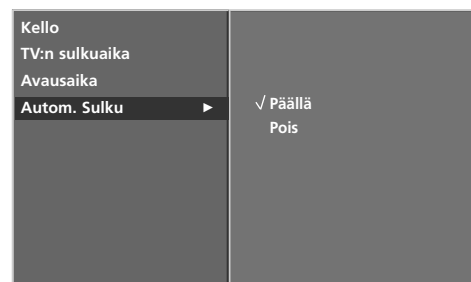 Kello
TV:n sulkuaika
Avausaika
Autom. Sulku ►
√ Päällä
Pois